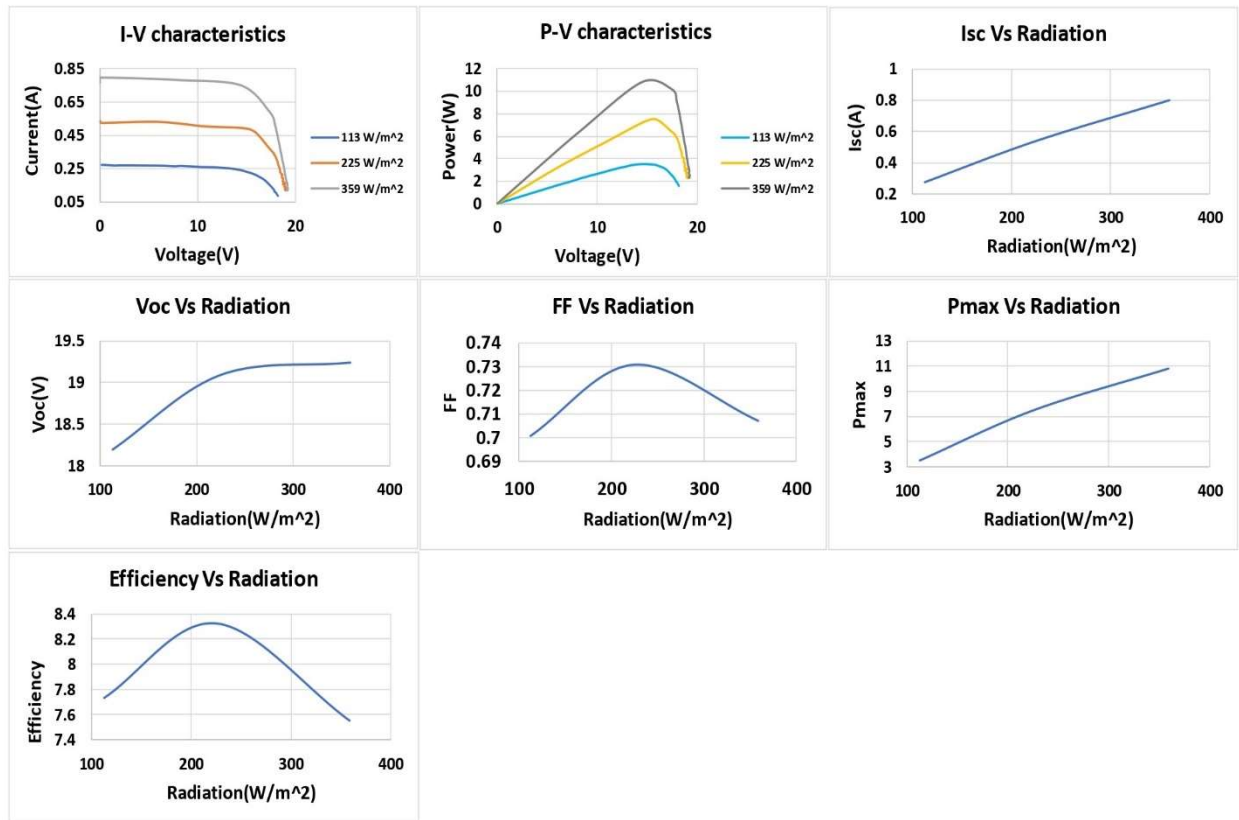 I-V characteristics
0.85
0.65
0.45
0.25
0.05
Current(A)
0 10 20
Voltage(V)
113 W/m^2
225 W/m^2
359 W/m^2
P-V characteristics
12
10
8
6
4
2
0
Power(W)
0 10 20
Voltage(V)
113 W/m^2
225 W/m^2
359 W/m^2
Isc Vs Radiation
1
0.8
0.6
0.4
0.2
Isc(A)
100 200 300 400
Radiation(W/m^2)
Voc Vs Radiation
19.5
19
18.5
18
Voc(V)
100 200 300 400
Radiation(W/m^2)
FF Vs Radiation
0.74
0.73
0.72
0.71
0.7
0.69
FF
100 200 300 400
Radiation(W/m^2)
Pmax Vs Radiation
13
11
9
7
5
3
Pmax
100 200 300 400
Radiation(W/m^2)
Efficiency Vs Radiation
8.4
8.2
8
7.8
7.6
7.4
Efficiency
100 200 300 400
Radiation(W/m^2)